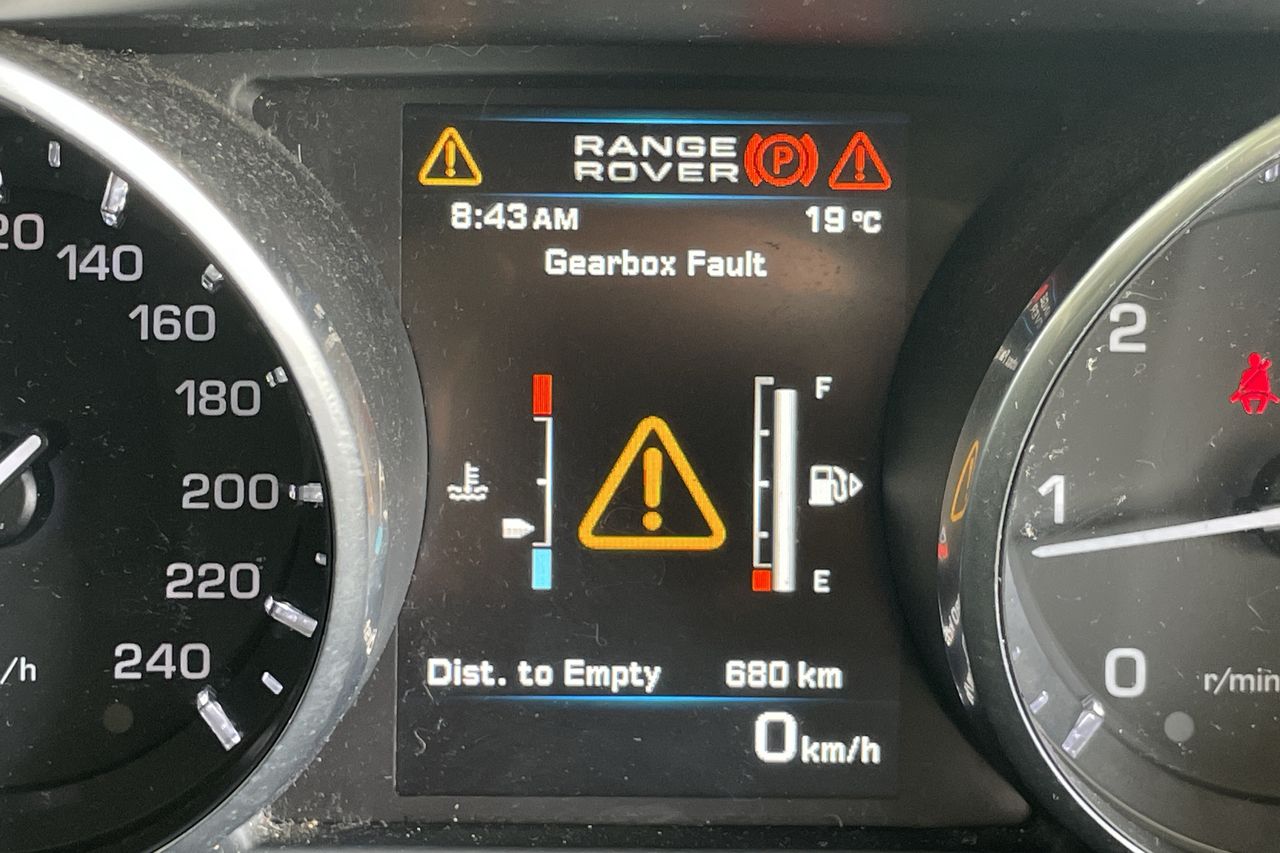 RANGE
ROVER
P
8:43 AM
19 °C
Gearbox Fault
F
E
Dist. to Empty 680 km
0 km/h
20
140
160
180
200
220
240
/h
2
1
0
r/min